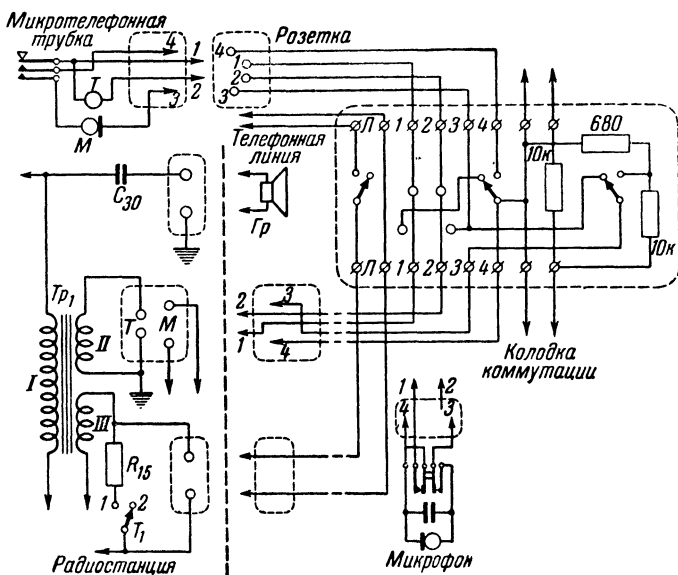 Микротелефонная
трубка
4
1
2
3
Т
М
4
1
2
3
Розетка
Л 1 2 3 4
680
10к
10к
Телефонная
линия
Гр
С30
Л 1 2 3 4
Тр1
I
II
III
Т М
2
1
3
4
Колодка
коммутации
R15
1 2
Т1
Радиостанция
1 2
4 3
Микрофон